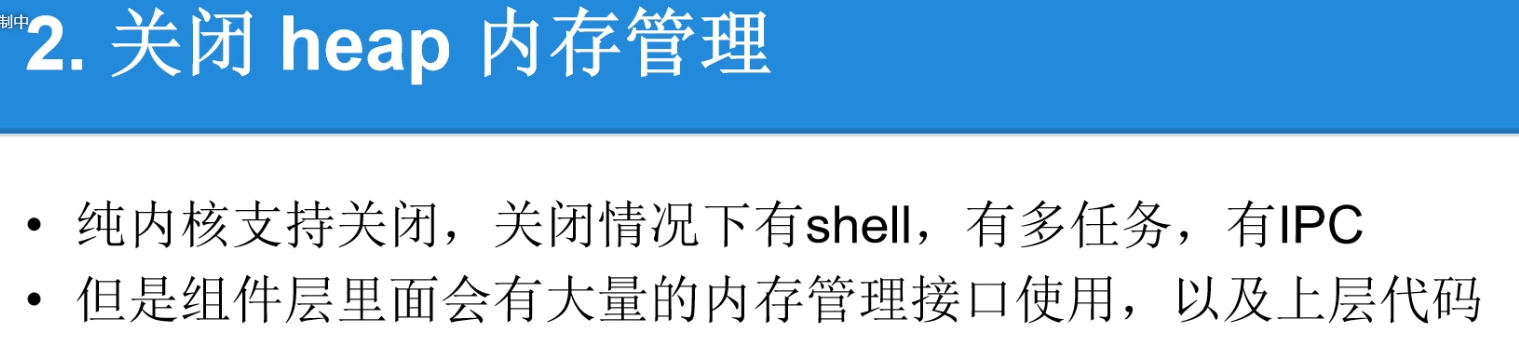 制中
2. 关闭 heap 内存管理
• 纯内核支持关闭，关闭情况下有shell，有多任务，有IPC
• 但是组件层里面会有大量的内存管理接口使用，以及上层代码